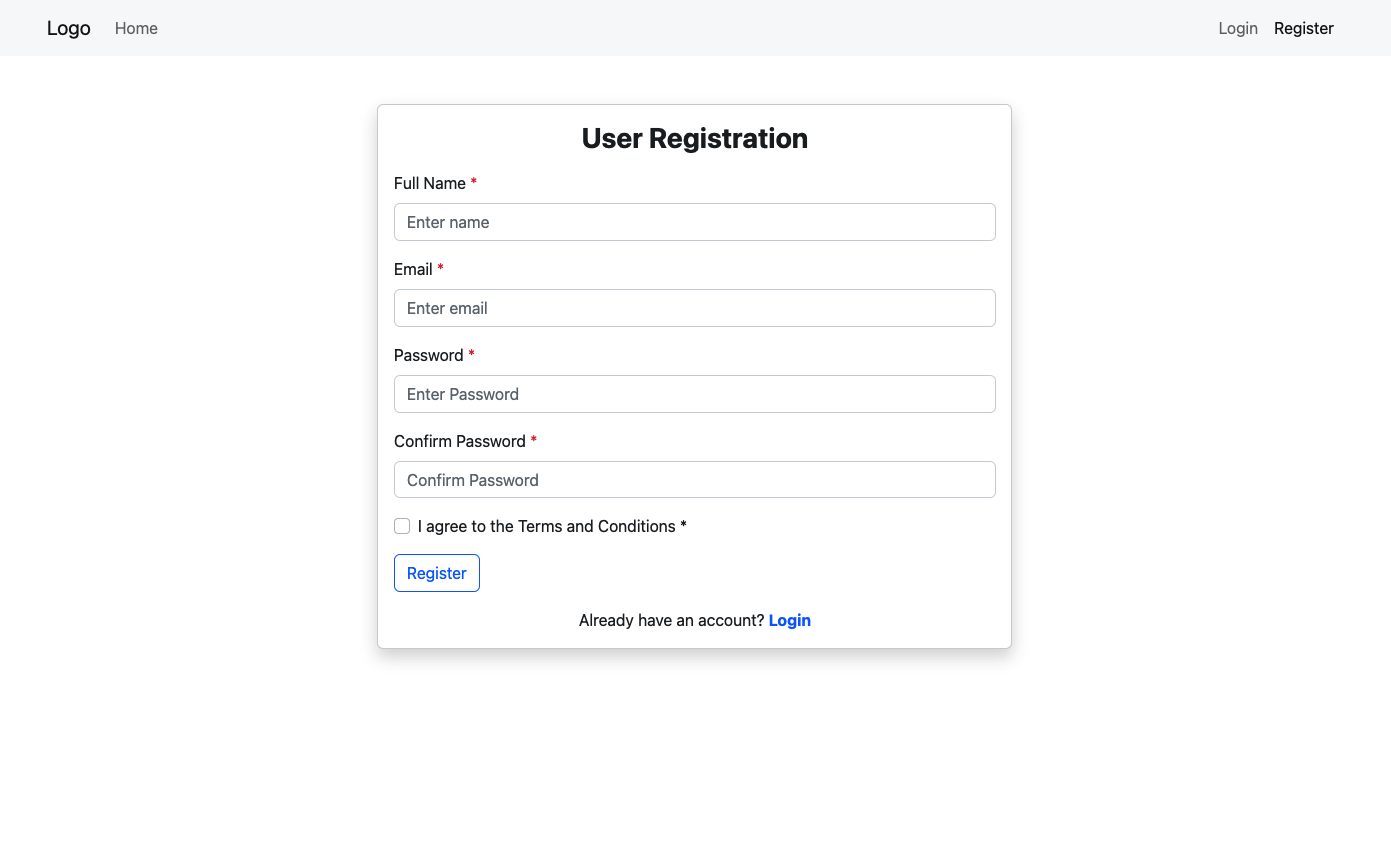 Logo Home Login Register
User Registration
Full Name *
Enter name
Email *
Enter email
Password *
Enter Password
Confirm Password *
Confirm Password
I agree to the Terms and Conditions *
Register
Already have an account? Login